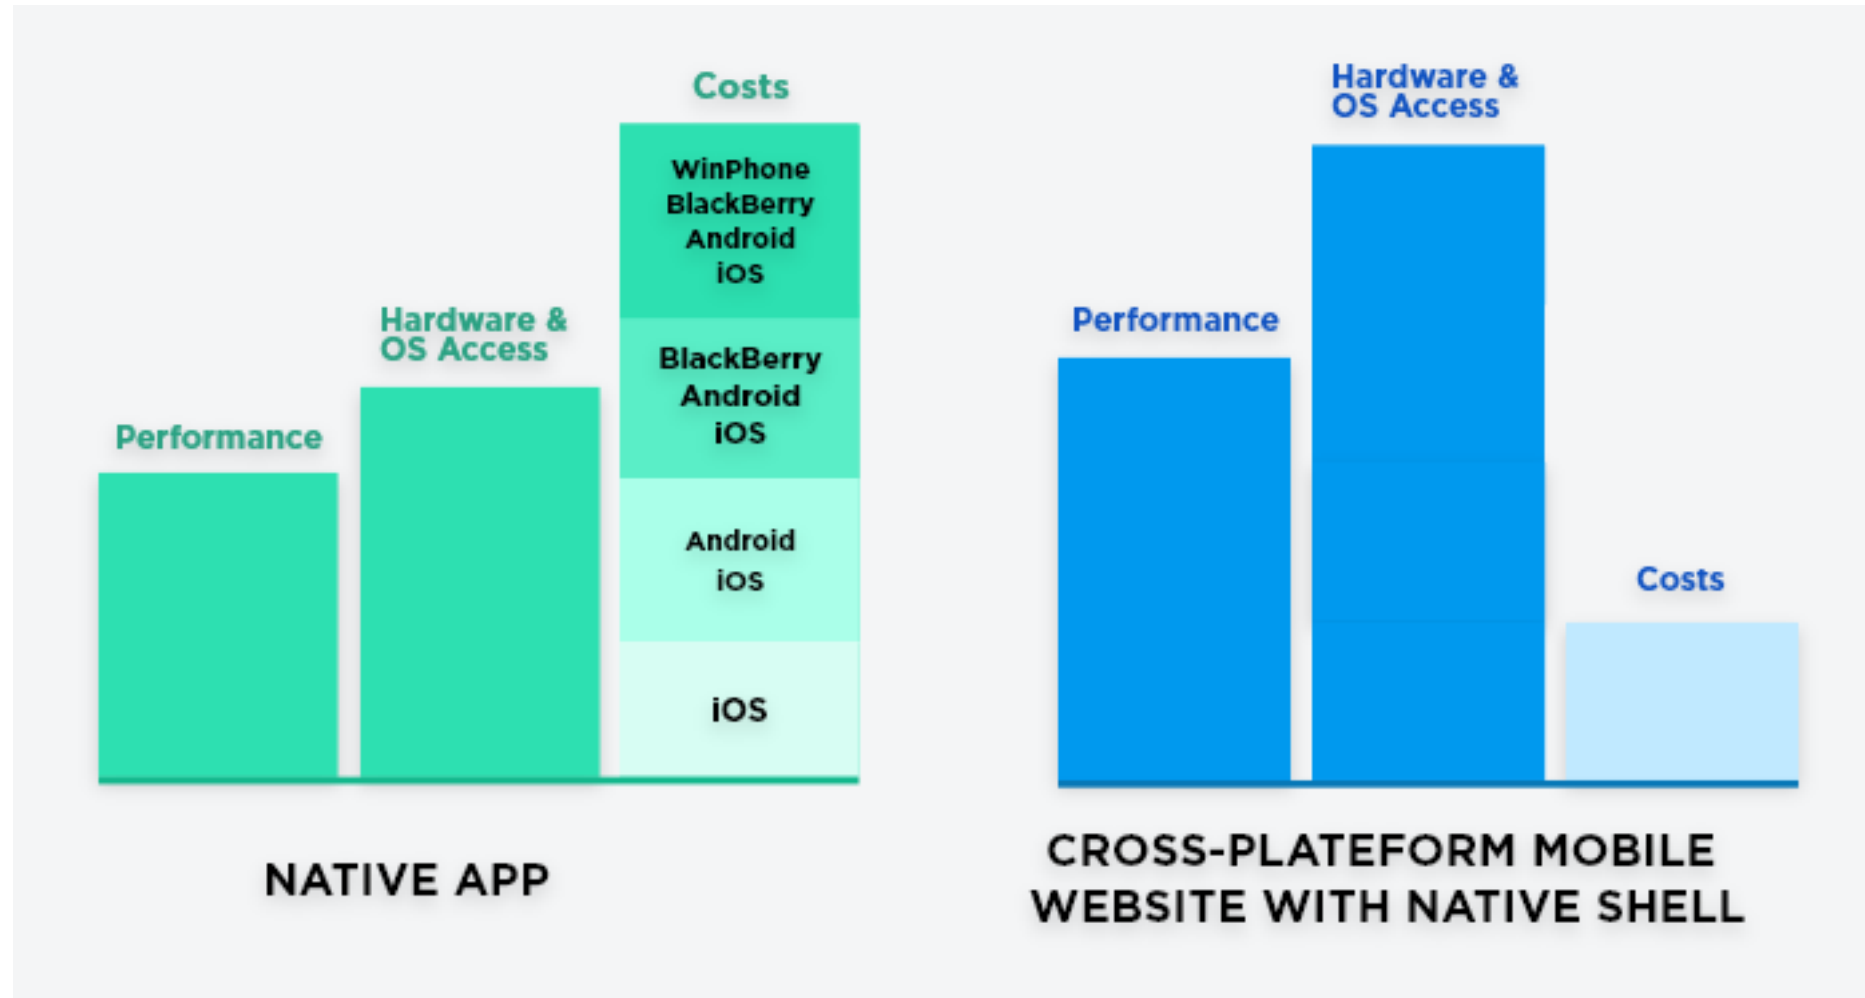 Costs
WinPhone
BlackBerry
Android
iOS
Hardware &
OS Access
BlackBerry
Android
iOS
Performance
Android
iOS
iOS
NATIVE APP
Hardware &
OS Access
Performance
Costs
CROSS-PLATEFORM MOBILE
WEBSITE WITH NATIVE SHELL